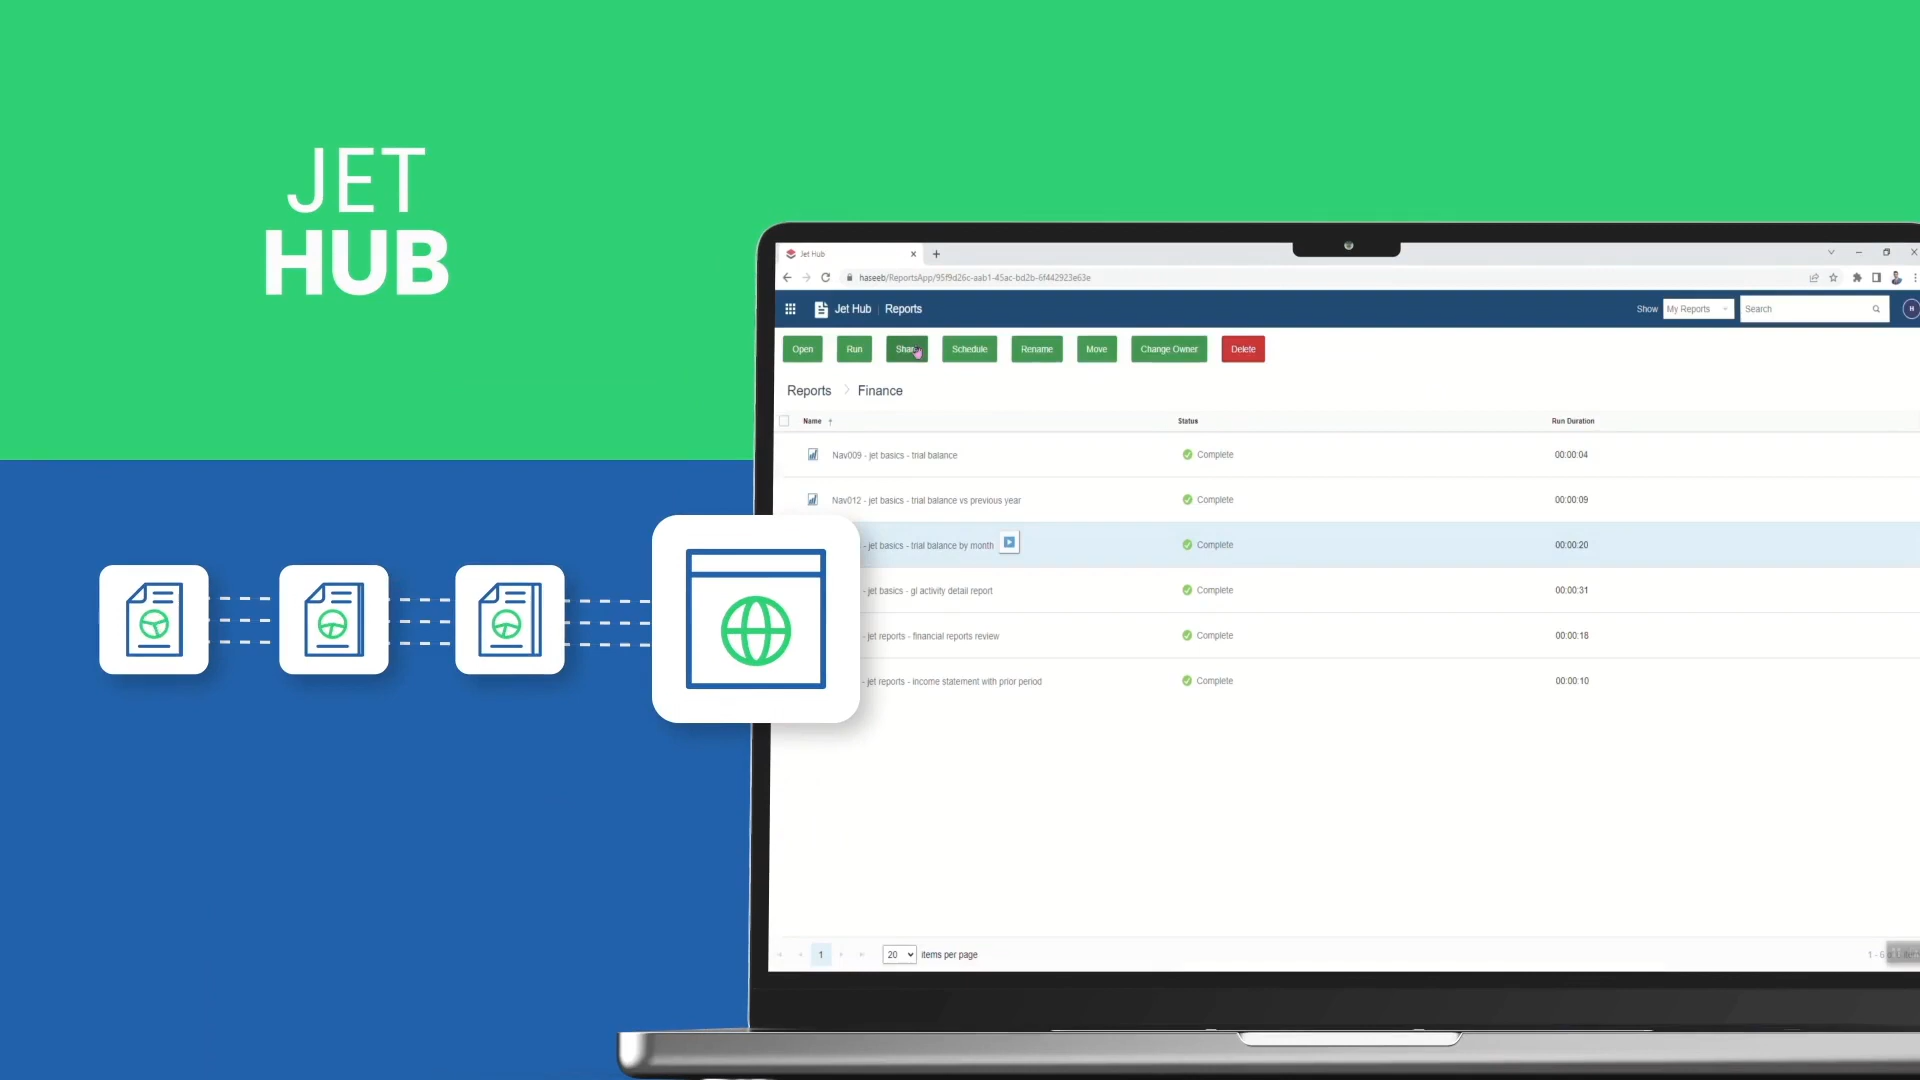 JET
HUB
Jet Hub
haseeb/ReportsApp/95f9d26c-aab1-45ac-bd2b-6f442923e63e
Jet Hub | Reports
Show My Reports Search H
Open Run Share Schedule Rename Move Change Owner Delete
Reports > Finance
Name ↑ Status Run Duration
Nav009 - jet basics - trial balance Complete 00:00:04
Nav012 - jet basics - trial balance vs previous year Complete 00:00:09
- jet basics - trial balance by month Complete 00:00:20
- jet basics - gl activity detail report Complete 00:00:31
- jet reports - financial reports review Complete 00:00:18
- jet reports - income statement with prior period Complete 00:00:10
1 20 items per page
1 - 6